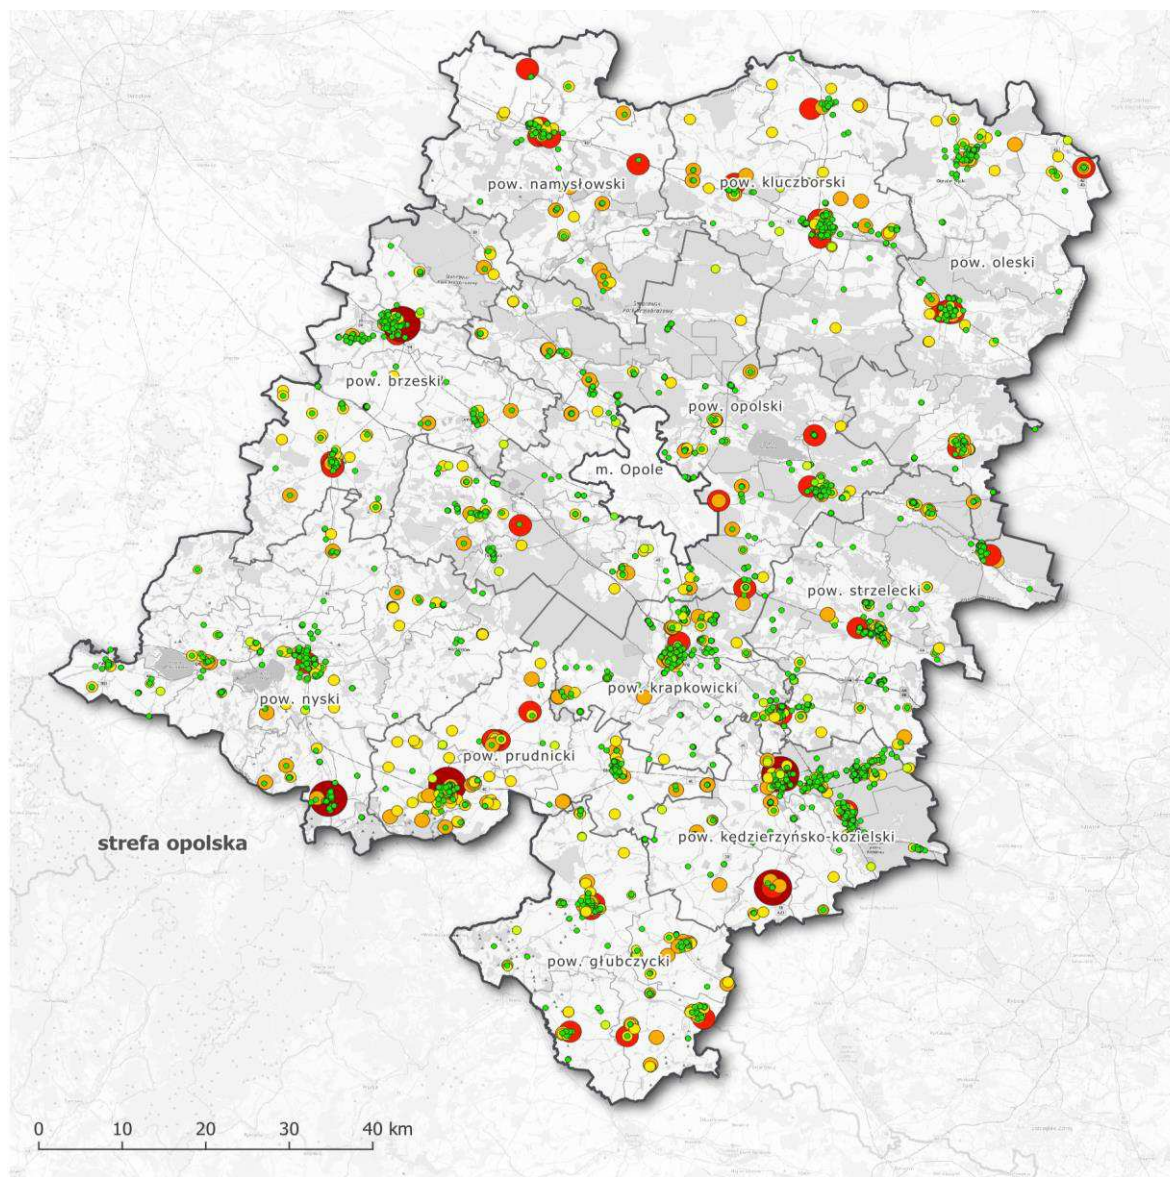 pow. namysłowski
pow. kluczborski
pow. oleski
pow. brzeski
pow. opolski
m. Opole
pow. strzelecki
pow. krapkowicki
pow. nyski
pow. prudnicki
pow. kędzierzyńsko-kozielski
strefa opolska
pow. głubczycki
0 10 20 30 40 km